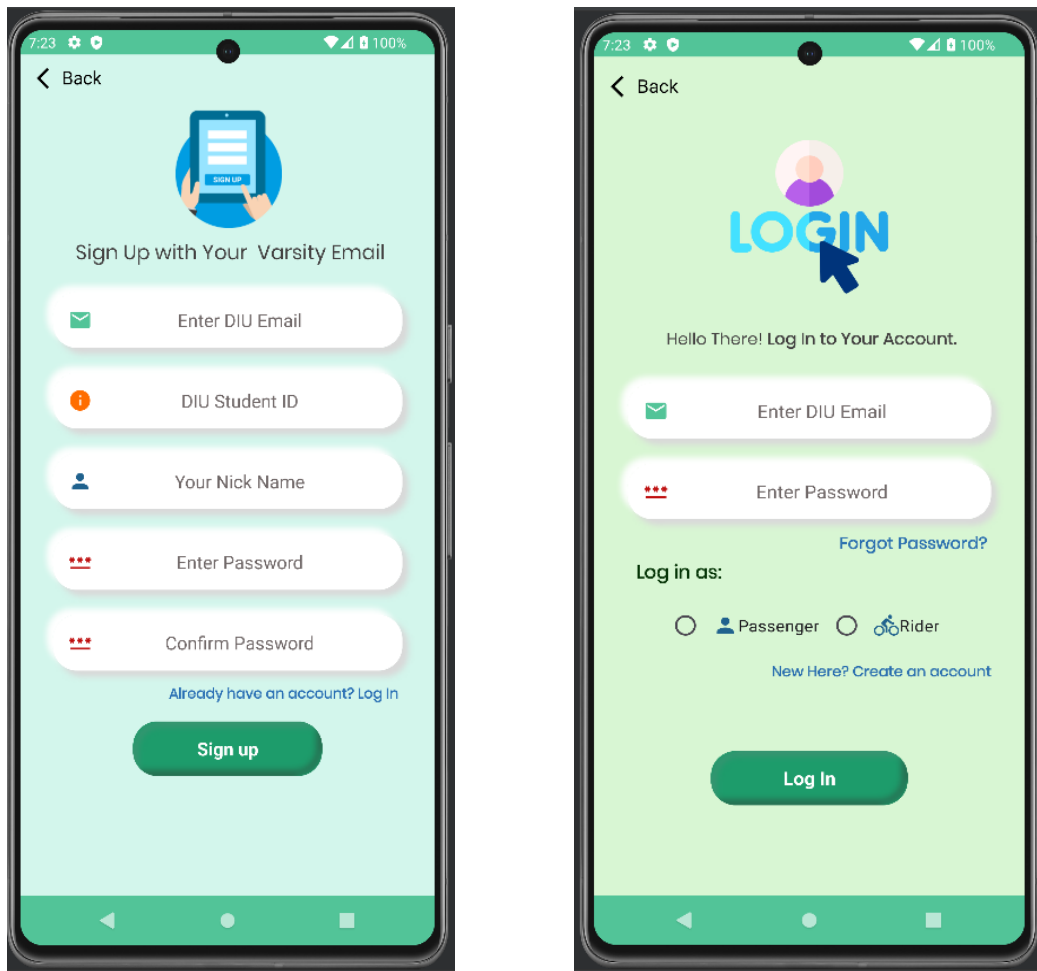 7:23 100%
Back
SIGN UP
Sign Up with Your Varsity Email
Enter DIU Email
DIU Student ID
Your Nick Name
Enter Password
Confirm Password
Already have an account? Log In
Sign up
7:23 100%
Back
LOGIN
Hello There! Log In to Your Account.
Enter DIU Email
Enter Password
Forgot Password?
Log in as:
Passenger Rider
New Here? Create an account
Log In